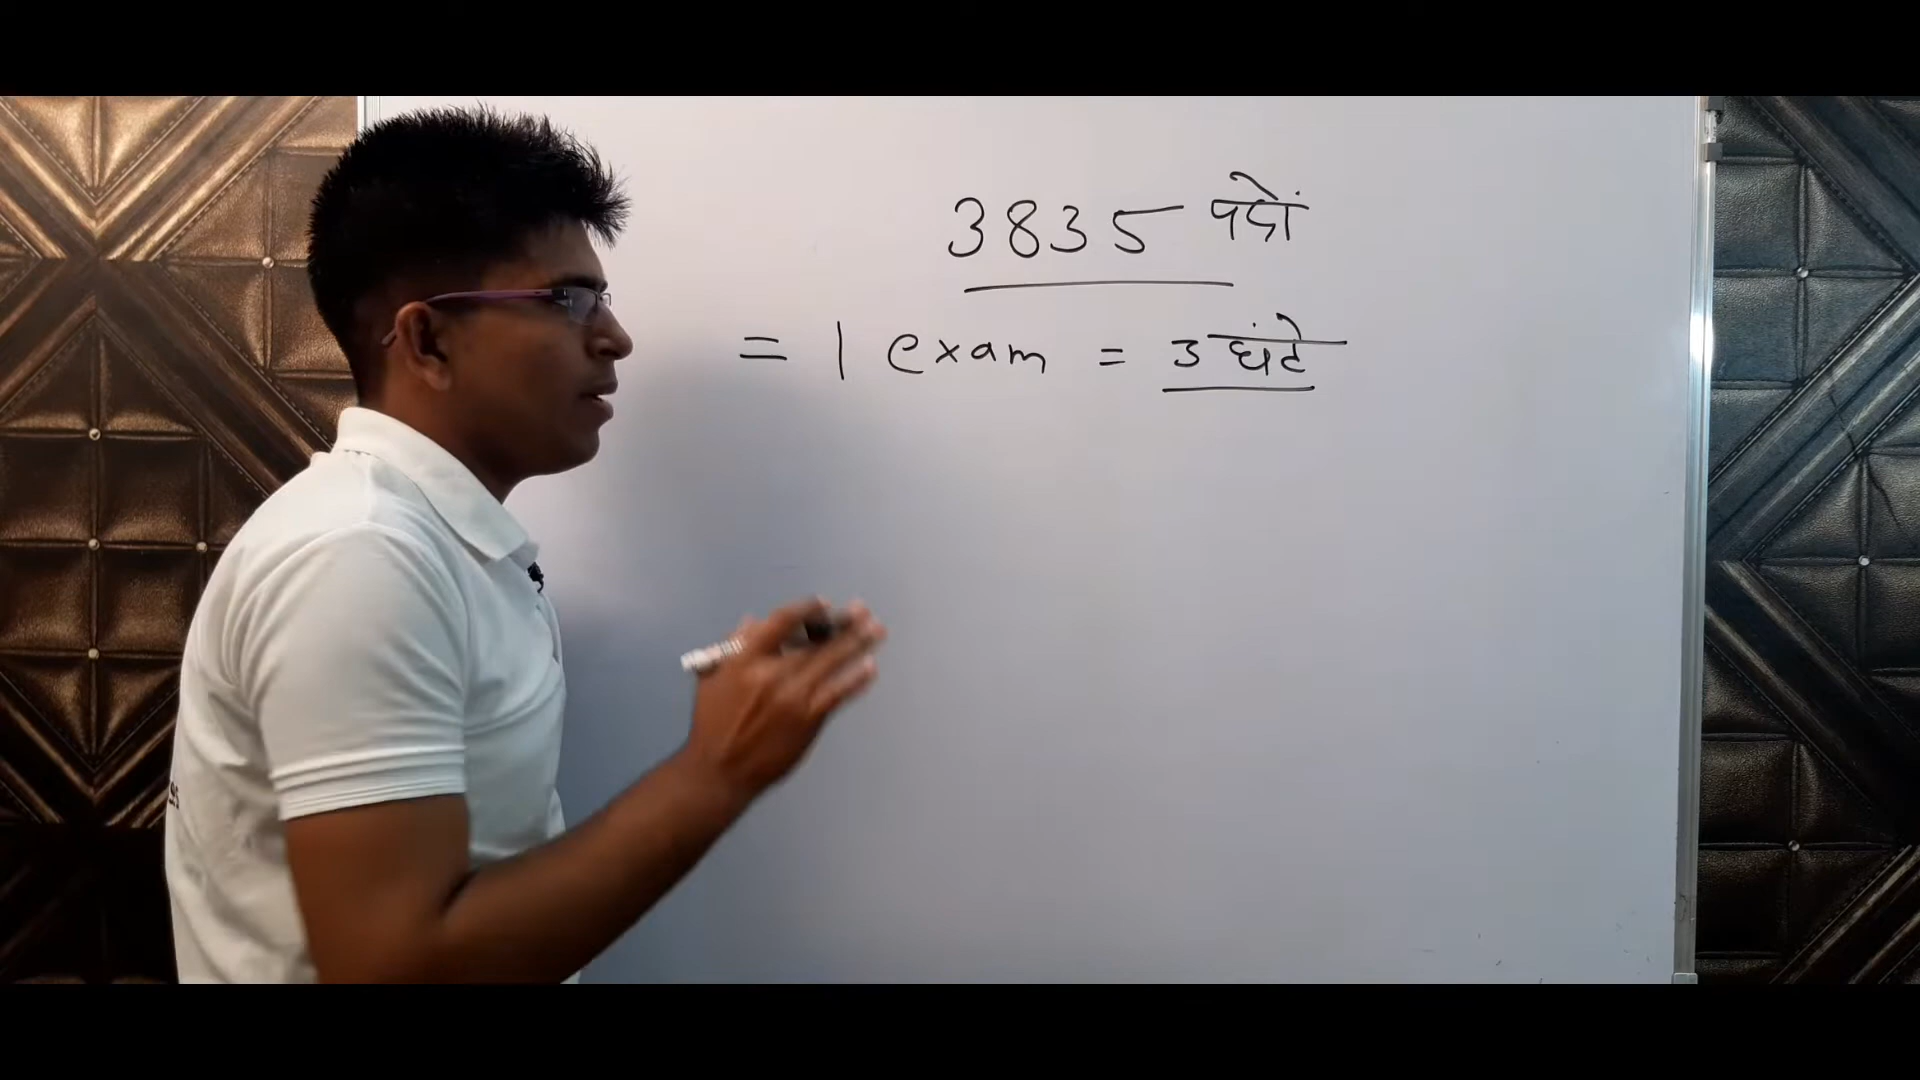 3835 पदों
= 1 exam = 3 घंटे